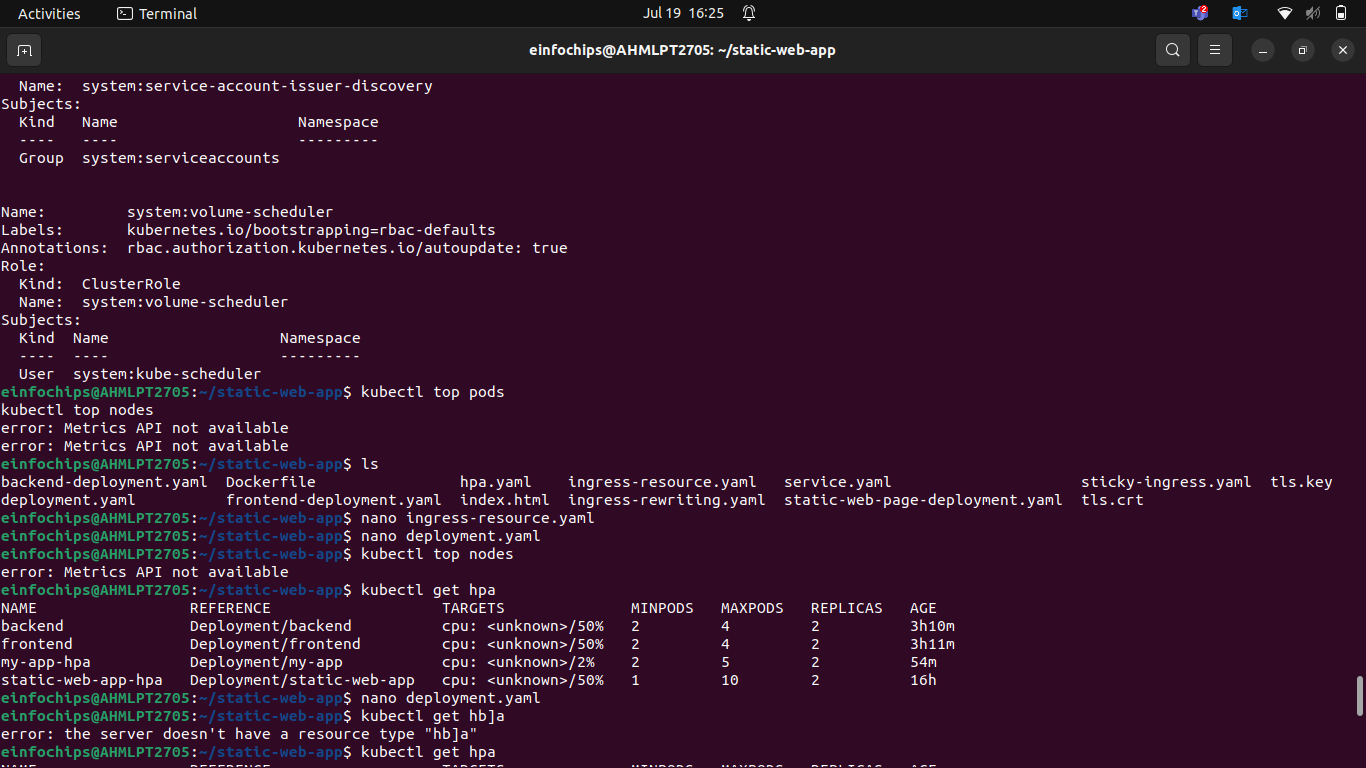 Activities Terminal Jul 19 16:25 2
einfochips@AHMLPT2705: ~/static-web-app
  Name:  system:service-account-issuer-discovery
Subjects:
  Kind   Name                    Namespace
  ----   ----                    ---------
  Group  system:serviceaccounts
Name:         system:volume-scheduler
Labels:       kubernetes.io/bootstrapping=rbac-defaults
Annotations:  rbac.authorization.kubernetes.io/autoupdate: true
Role:
  Kind:  ClusterRole
  Name:  system:volume-scheduler
Subjects:
  Kind  Name                   Namespace
  ----  ----                   ---------
  User  system:kube-scheduler
einfochips@AHMLPT2705:~/static-web-app$ kubectl top pods
kubectl top nodes
error: Metrics API not available
error: Metrics API not available
einfochips@AHMLPT2705:~/static-web-app$ ls
backend-deployment.yaml  Dockerfile                hpa.yaml    ingress-resource.yaml   service.yaml                     sticky-ingress.yaml  tls.key
deployment.yaml          frontend-deployment.yaml  index.html  ingress-rewriting.yaml  static-web-page-deployment.yaml  tls.crt
einfochips@AHMLPT2705:~/static-web-app$ nano ingress-resource.yaml
einfochips@AHMLPT2705:~/static-web-app$ nano deployment.yaml
einfochips@AHMLPT2705:~/static-web-app$ kubectl top nodes
error: Metrics API not available
einfochips@AHMLPT2705:~/static-web-app$ kubectl get hpa
NAME                 REFERENCE                   TARGETS              MINPODS   MAXPODS   REPLICAS   AGE
backend              Deployment/backend          cpu: <unknown>/50%   2         4         2          3h10m
frontend             Deployment/frontend         cpu: <unknown>/50%   2         4         2          3h11m
my-app-hpa           Deployment/my-app           cpu: <unknown>/2%    2         5         2          54m
static-web-app-hpa   Deployment/static-web-app   cpu: <unknown>/50%   1         10        2          16h
einfochips@AHMLPT2705:~/static-web-app$ nano deployment.yaml
einfochips@AHMLPT2705:~/static-web-app$ kubectl get hb]a
error: the server doesn't have a resource type "hb]a"
einfochips@AHMLPT2705:~/static-web-app$ kubectl get hpa